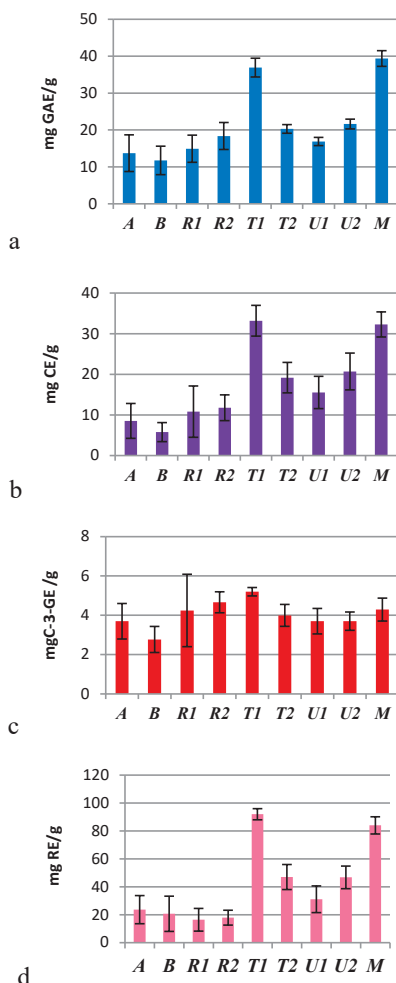 50
40
30
20
10
0
mg GAE/g
A B R1 R2 T1 T2 U1 U2 M
a
40
30
20
10
0
mg CE/g
A B R1 R2 T1 T2 U1 U2 M
b
8
6
4
2
0
mgC-3-GE /g
A B R1 R2 T1 T2 U1 U2 M
c
120
100
80
60
40
20
0
mg RE/g
A B R1 R2 T1 T2 U1 U2 M
d